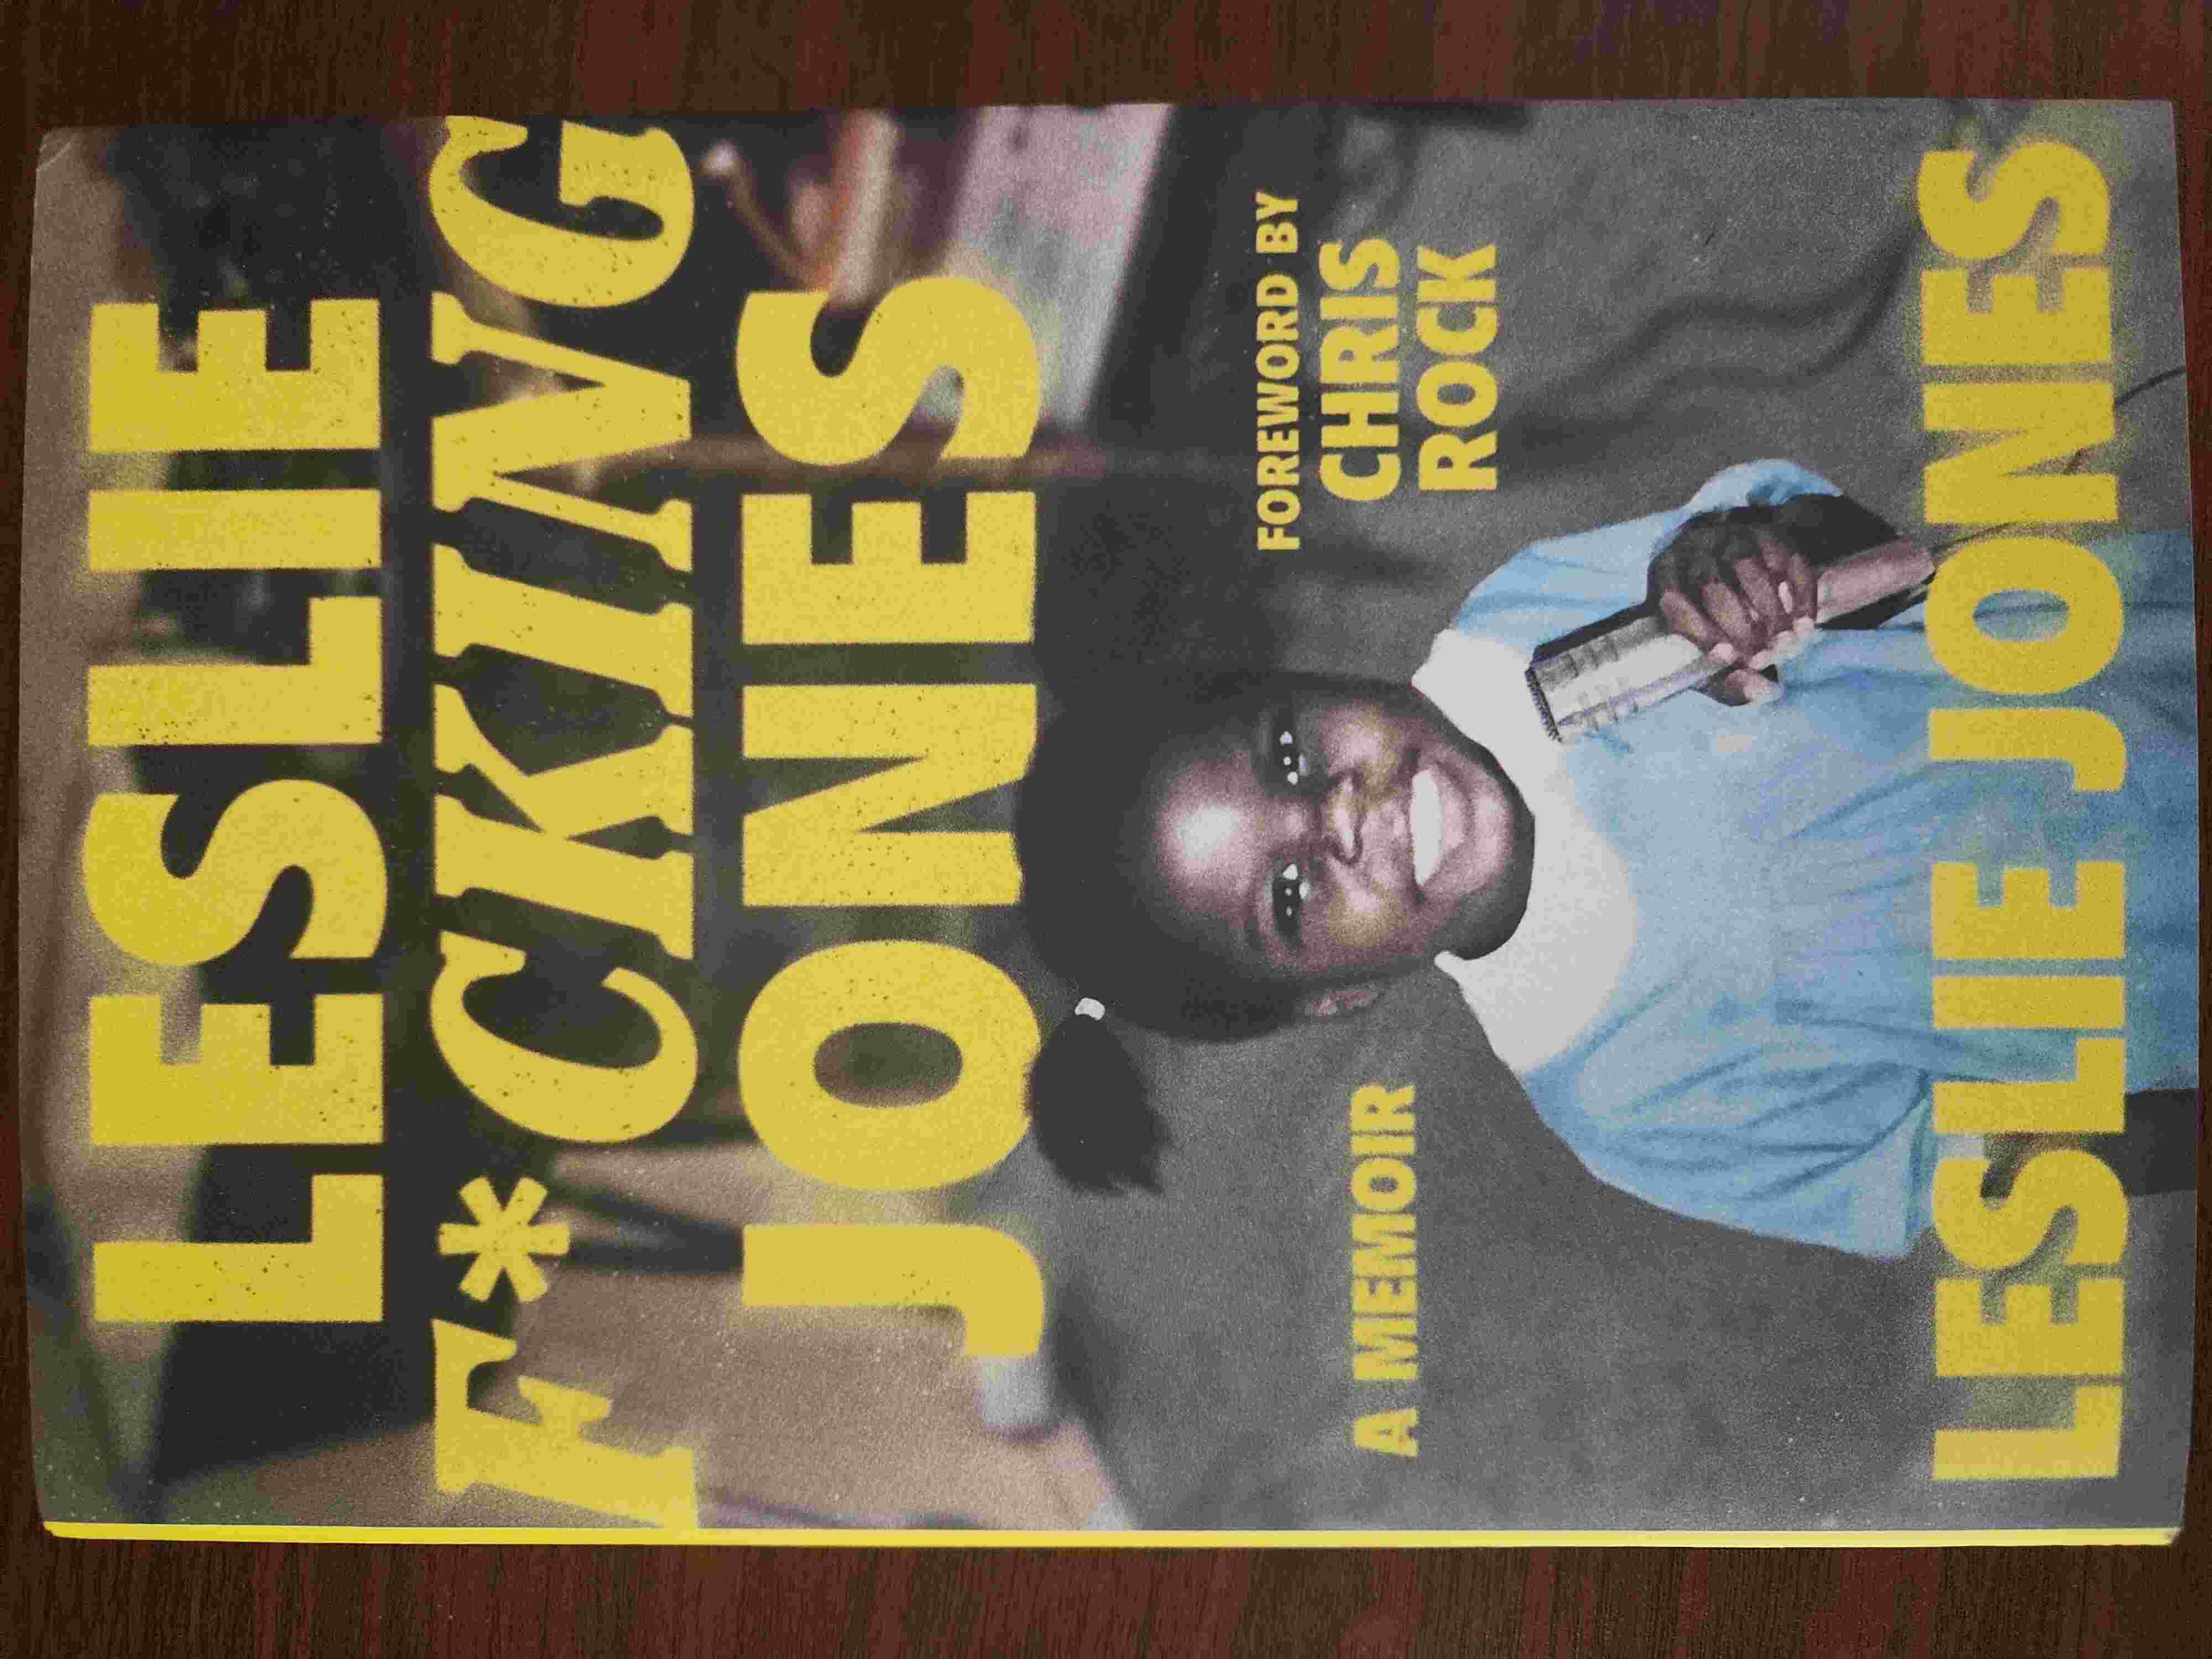 LESLIE
F*CKING
JONES
A MEMOIR
FOREWORD BY
CHRIS
ROCK
LESLIE JONES